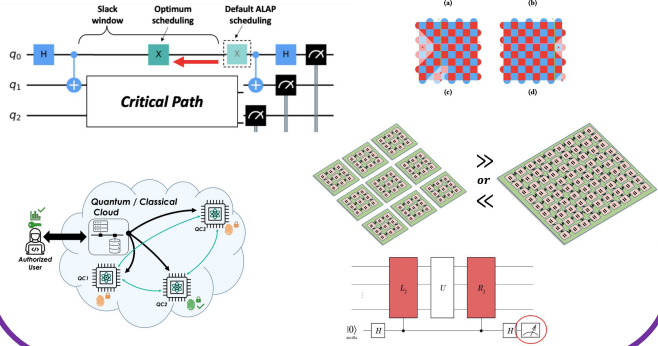 Slack window
Optimum scheduling
Default ALAP scheduling
q0
H
X
X
H
q1
Critical Path
q2
(a)
(b)
(c)
(d)
Quantum / Classical
Cloud
Authorized
User
QC1
QC2
>>
or
<<
Lj
U
Rj
|0⟩
H
H